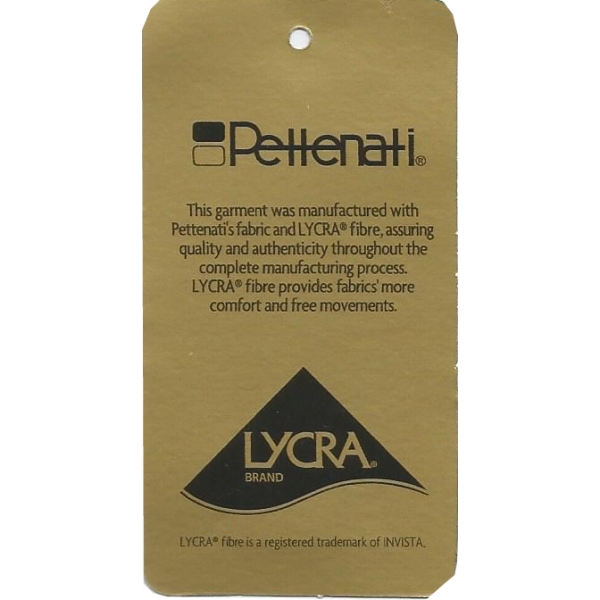 Pettenati®
This garment was manufactured with
Pettenati's fabric and LYCRA® fibre, assuring
quality and authenticity throughout the
complete manufacturing process.
LYCRA® fibre provides fabrics' more
comfort and free movements.
LYCRA®
BRAND
LYCRA® fibre is a registered trademark of INVISTA.